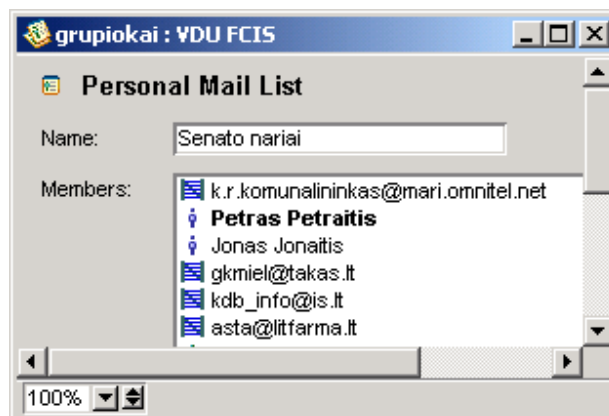 grupiokai : VDU FCIS
Personal Mail List
Name: Senato nariai
Members: k.r.komunalininkas@mari.omnitel.net
Petras Petraitis
Jonas Jonaitis
gkmiel@takas.lt
kdb_info@is.lt
asta@litfarma.lt
100%